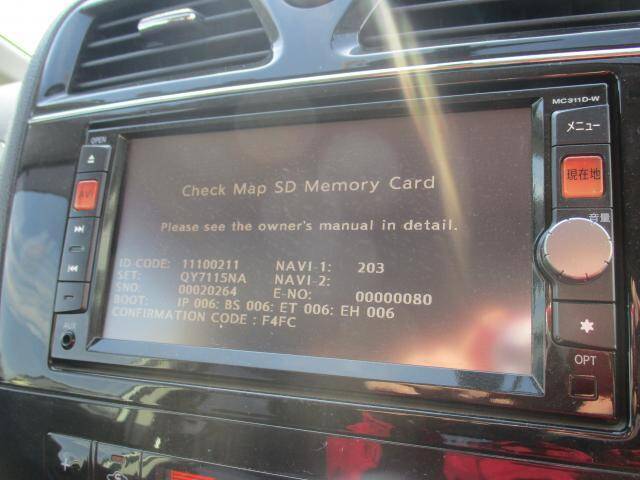 OPEN
MC311D-W
メニュー
現在地
音量
Check Map SD Memory Card
Please see the owner's manual in detail.
ID-CODE: 11100211 NAVI-1: 203
SET: QY7115NA NAVI-2:
SNO: 00020264 E-NO: 00000080
BOOT: IP 006: BS 006: ET 006: EH 006
CONFIRMATION CODE : F4FC
AUX
OPT